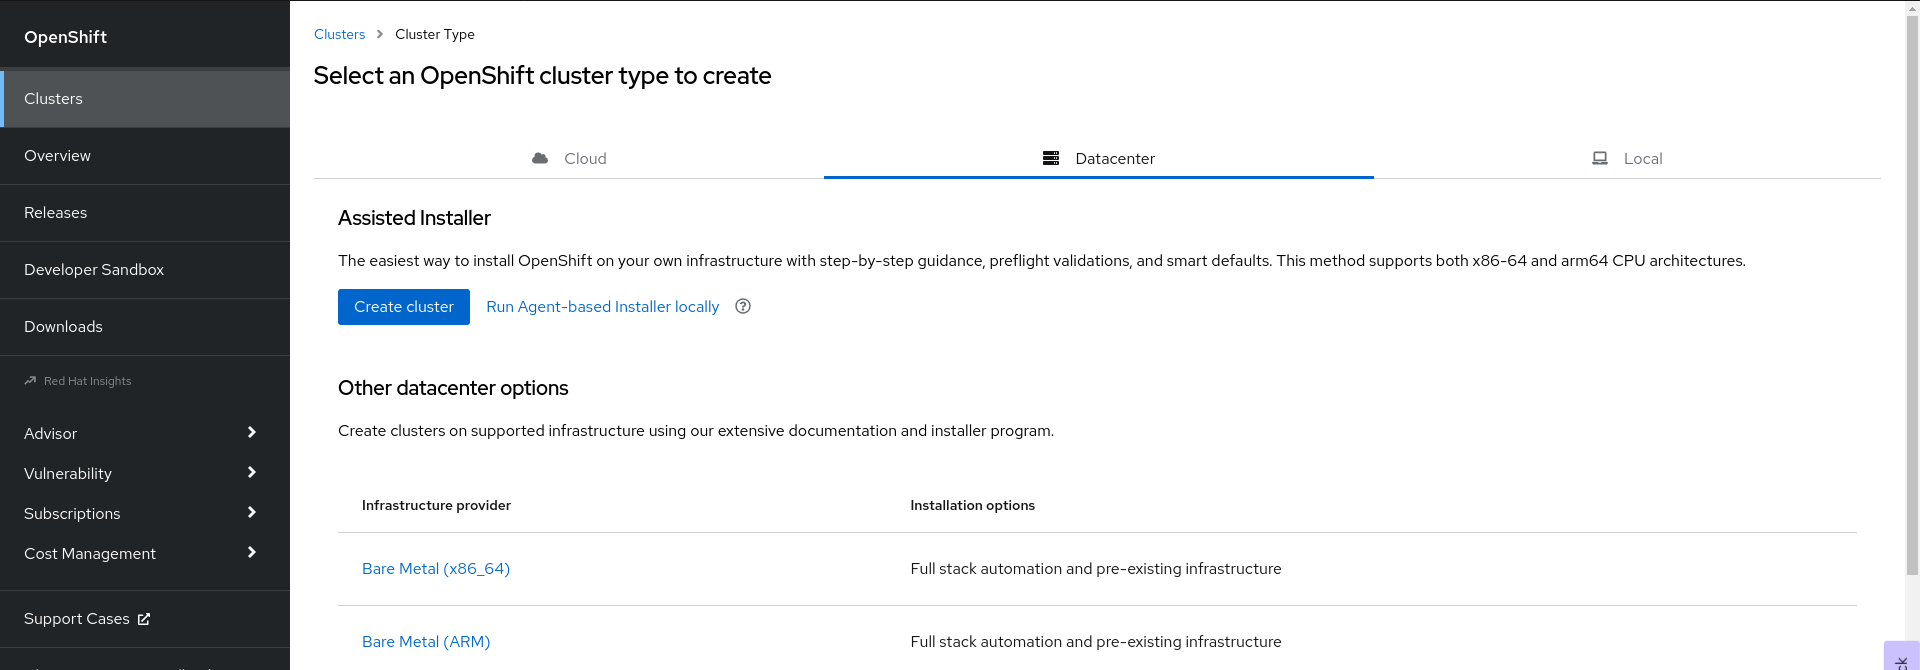 OpenShift
Clusters
Overview
Releases
Developer Sandbox
Downloads
Red Hat Insights
Advisor
Vulnerability
Subscriptions
Cost Management
Support Cases
Clusters > Cluster Type
Select an OpenShift cluster type to create
Cloud
Datacenter
Local
Assisted Installer
The easiest way to install OpenShift on your own infrastructure with step-by-step guidance, preflight validations, and smart defaults. This method supports both x86-64 and arm64 CPU architectures.
Create cluster
Run Agent-based Installer locally
Other datacenter options
Create clusters on supported infrastructure using our extensive documentation and installer program.
Infrastructure provider
Installation options
Bare Metal (x86_64)
Full stack automation and pre-existing infrastructure
Bare Metal (ARM)
Full stack automation and pre-existing infrastructure